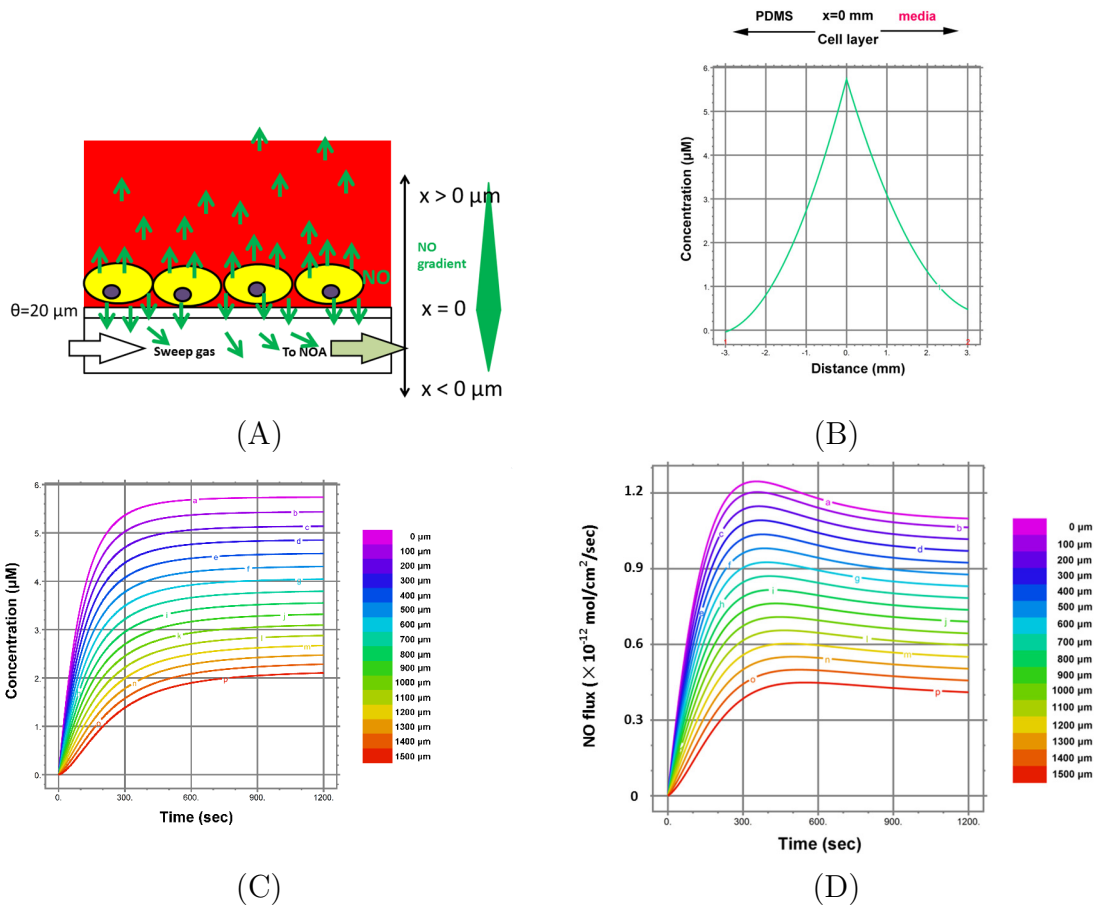 PDMS x=0 mm media
Cell layer
x > 0 μm
NO
gradient
NO
θ=20 μm
x = 0
Sweep gas
To NOA
x < 0 μm
(A)
Concentration (μM)
6.
5.
4.
3.
2.
1.
0.
-3. -2. -1. 0. 1. 2. 3.
1 2
Distance (mm)
(B)
Concentration (μM)
6.
5.
4.
3.
2.
1.
0.
a
b
c
d
e
f
g
i
j
k
l
m
n
o
p
0. 300. 600. 900. 1200.
Time (sec)
0 μm
100 μm
200 μm
300 μm
400 μm
500 μm
600 μm
700 μm
800 μm
900 μm
1000 μm
1100 μm
1200 μm
1300 μm
1400 μm
1500 μm
(C)
NO flux (×10⁻¹² mol/cm²/sec)
1.2
0.9
0.6
0.3
0
a
b
c
d
f
g
h
i
j
l
m
n
o
p
0. 300. 600. 900. 1200.
Time (sec)
0 μm
100 μm
200 μm
300 μm
400 μm
500 μm
600 μm
700 μm
800 μm
900 μm
1000 μm
1100 μm
1200 μm
1300 μm
1400 μm
1500 μm
(D)